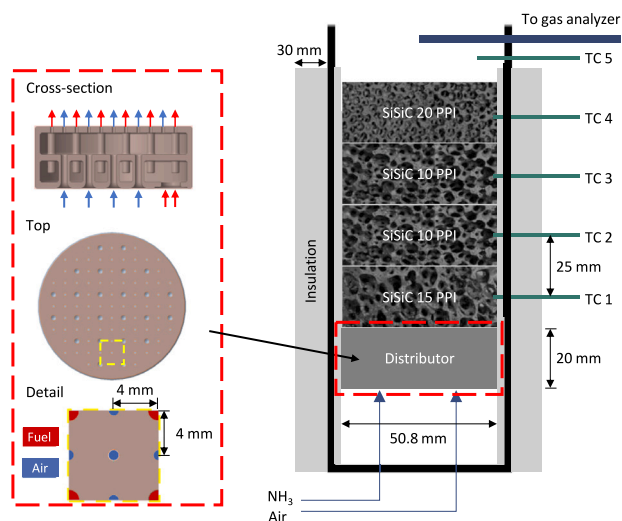 Cross-section
Top
Detail
4 mm
4 mm
Fuel
Air
To gas analyzer
30 mm
TC 5
SiSiC 20 PPI
TC 4
SiSiC 10 PPI
TC 3
SiSiC 10 PPI
TC 2
25 mm
Insulation
SiSiC 15 PPI
TC 1
Distributor
20 mm
50.8 mm
NH₃
Air